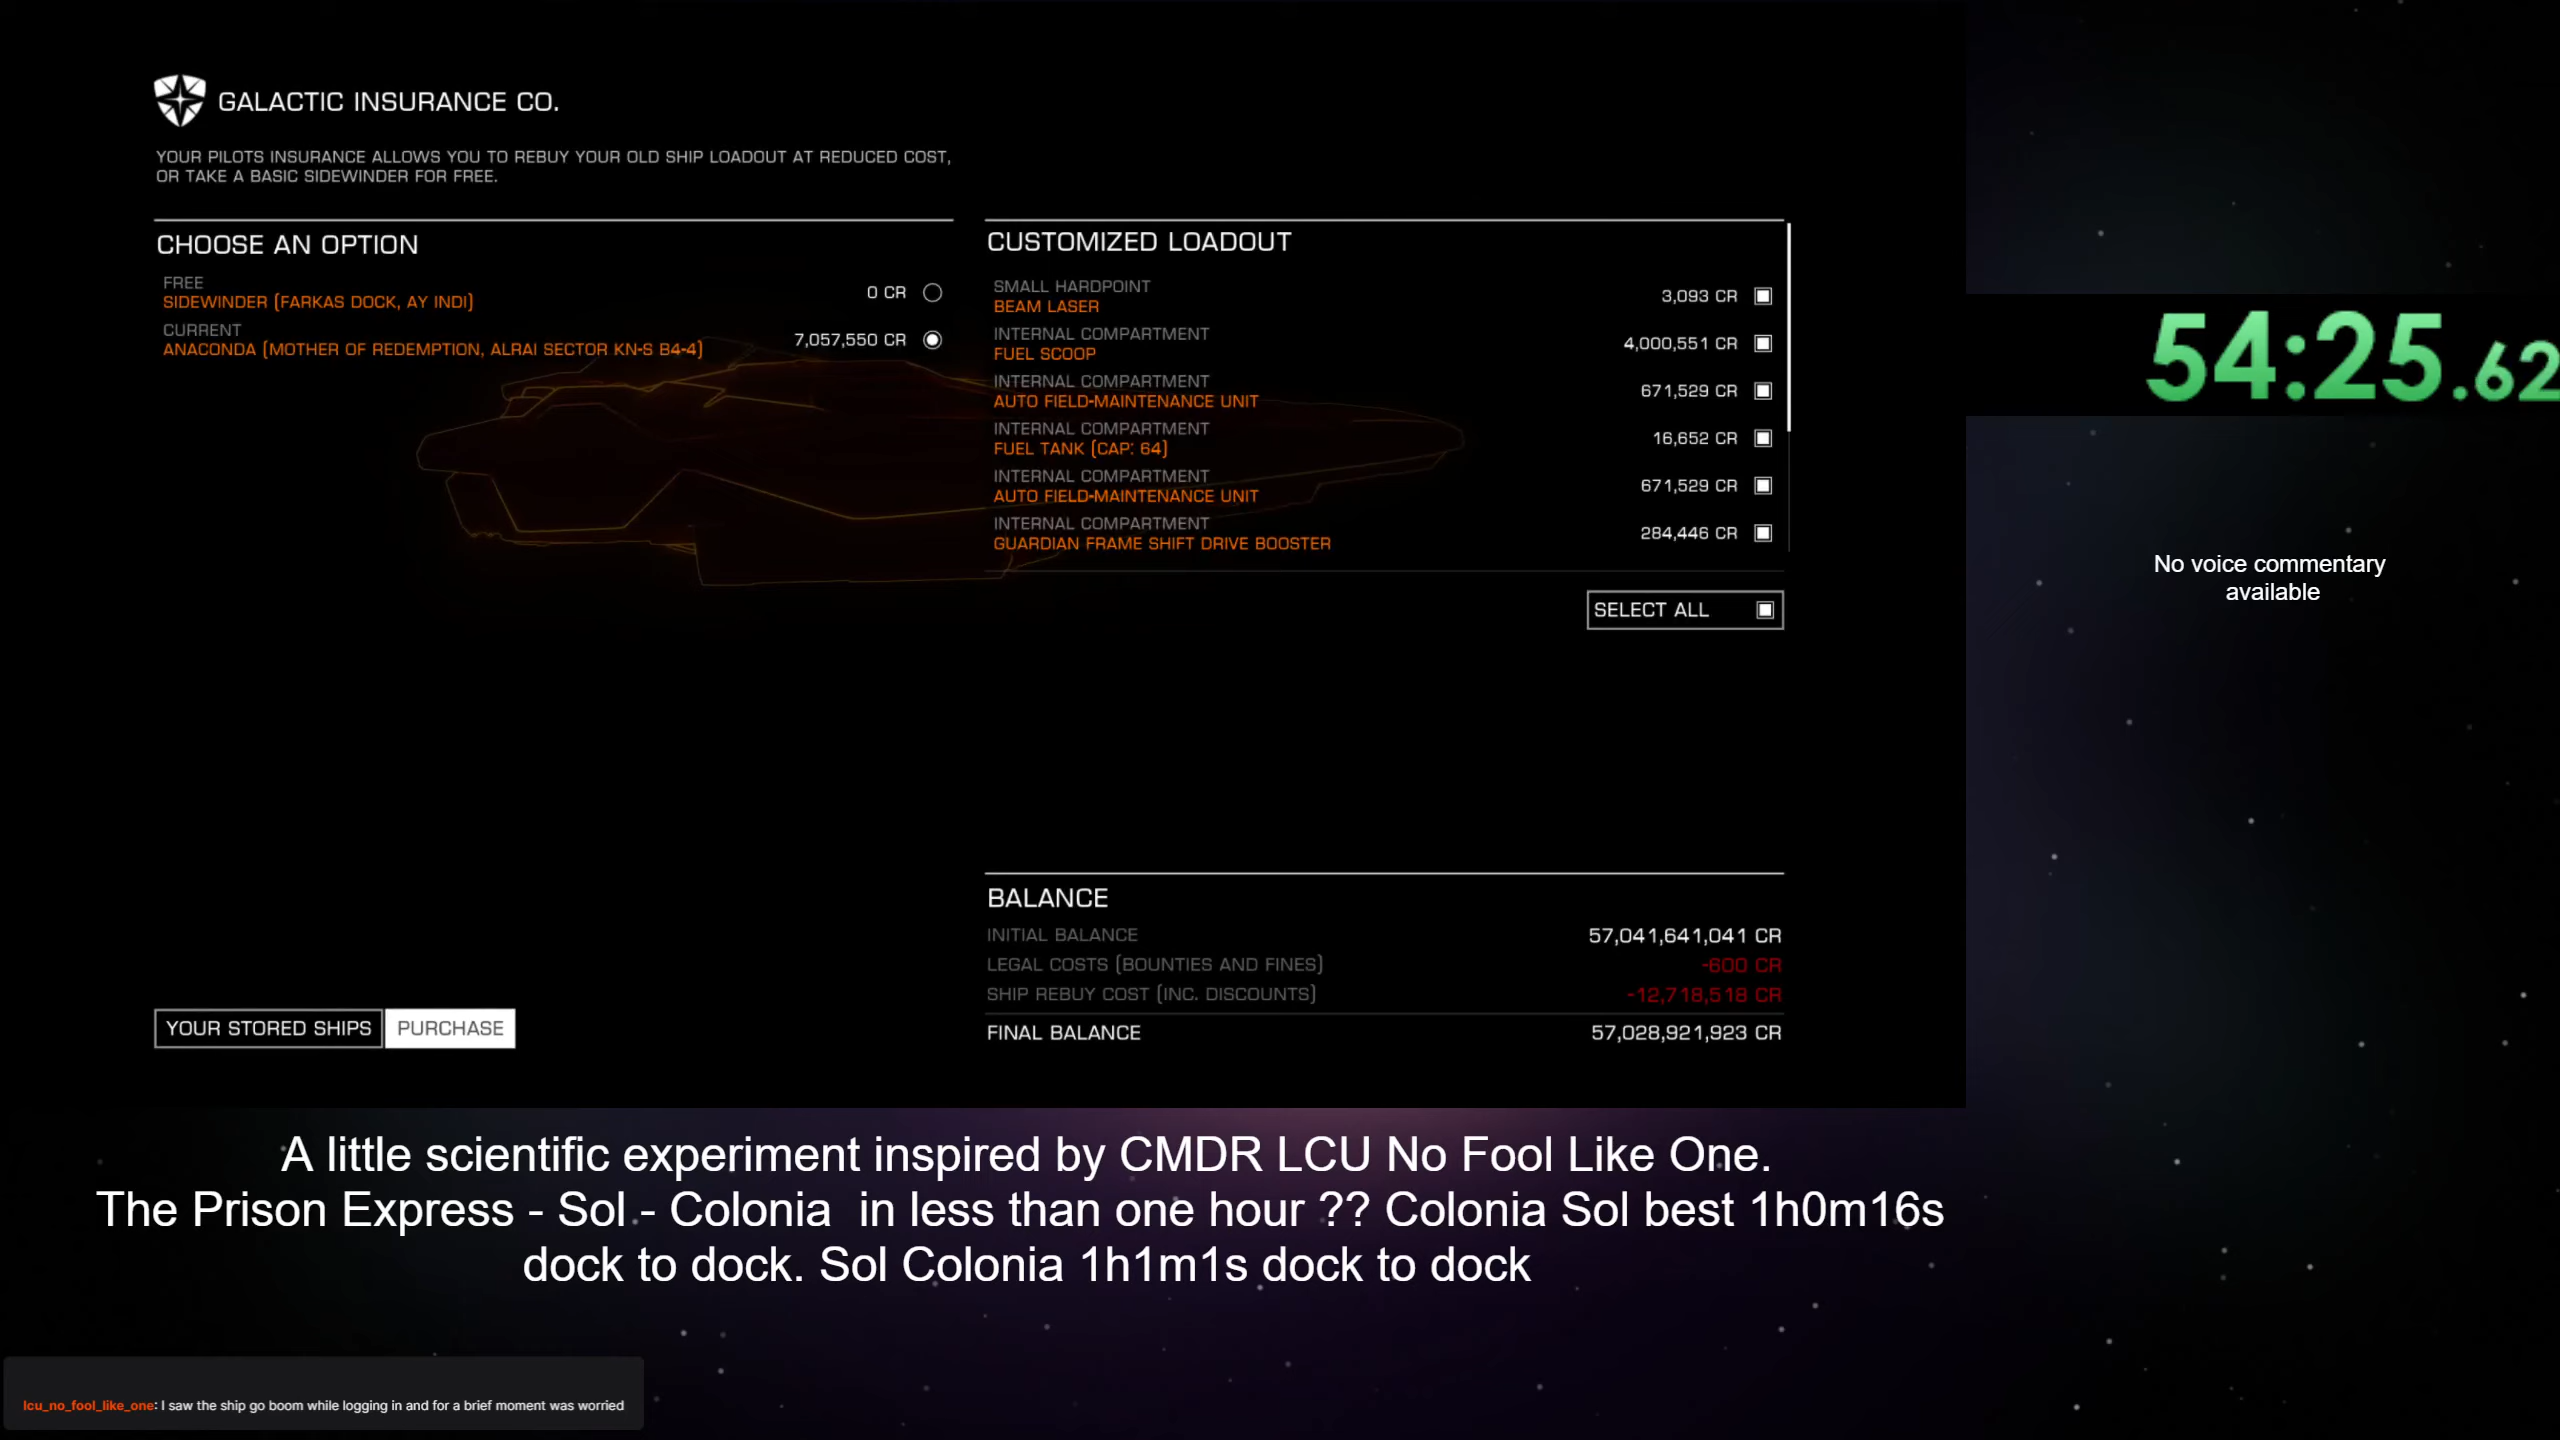 GALACTIC INSURANCE CO.
YOUR PILOTS INSURANCE ALLOWS YOU TO REBUY YOUR OLD SHIP LOADOUT AT REDUCED COST,
OR TAKE A BASIC SIDEWINDER FOR FREE.
CHOOSE AN OPTION
FREE
SIDEWINDER (FARKAS DOCK, AY INDI)
0 CR
CURRENT
ANACONDA (MOTHER OF REDEMPTION, ALRAI SECTOR KN-S B4-4)
7,057,550 CR
CUSTOMIZED LOADOUT
SMALL HARDPOINT
BEAM LASER
3,093 CR
INTERNAL COMPARTMENT
FUEL SCOOP
4,000,551 CR
INTERNAL COMPARTMENT
AUTO FIELD-MAINTENANCE UNIT
671,529 CR
INTERNAL COMPARTMENT
FUEL TANK (CAP: 64)
16,652 CR
INTERNAL COMPARTMENT
AUTO FIELD-MAINTENANCE UNIT
671,529 CR
INTERNAL COMPARTMENT
GUARDIAN FRAME SHIFT DRIVE BOOSTER
284,446 CR
SELECT ALL
BALANCE
INITIAL BALANCE 57,041,641,041 CR
LEGAL COSTS (BOUNTIES AND FINES) -600 CR
SHIP REBUY COST (INC. DISCOUNTS) -12,718,518 CR
FINAL BALANCE 57,028,921,923 CR
YOUR STORED SHIPS PURCHASE
54:25.62
No voice commentary
available
A little scientific experiment inspired by CMDR LCU No Fool Like One.
The Prison Express - Sol - Colonia in less than one hour ?? Colonia Sol best 1h0m16s
dock to dock. Sol Colonia 1h1m1s dock to dock
lcu_no_fool_like_one: I saw the ship go boom while logging in and for a brief moment was worried